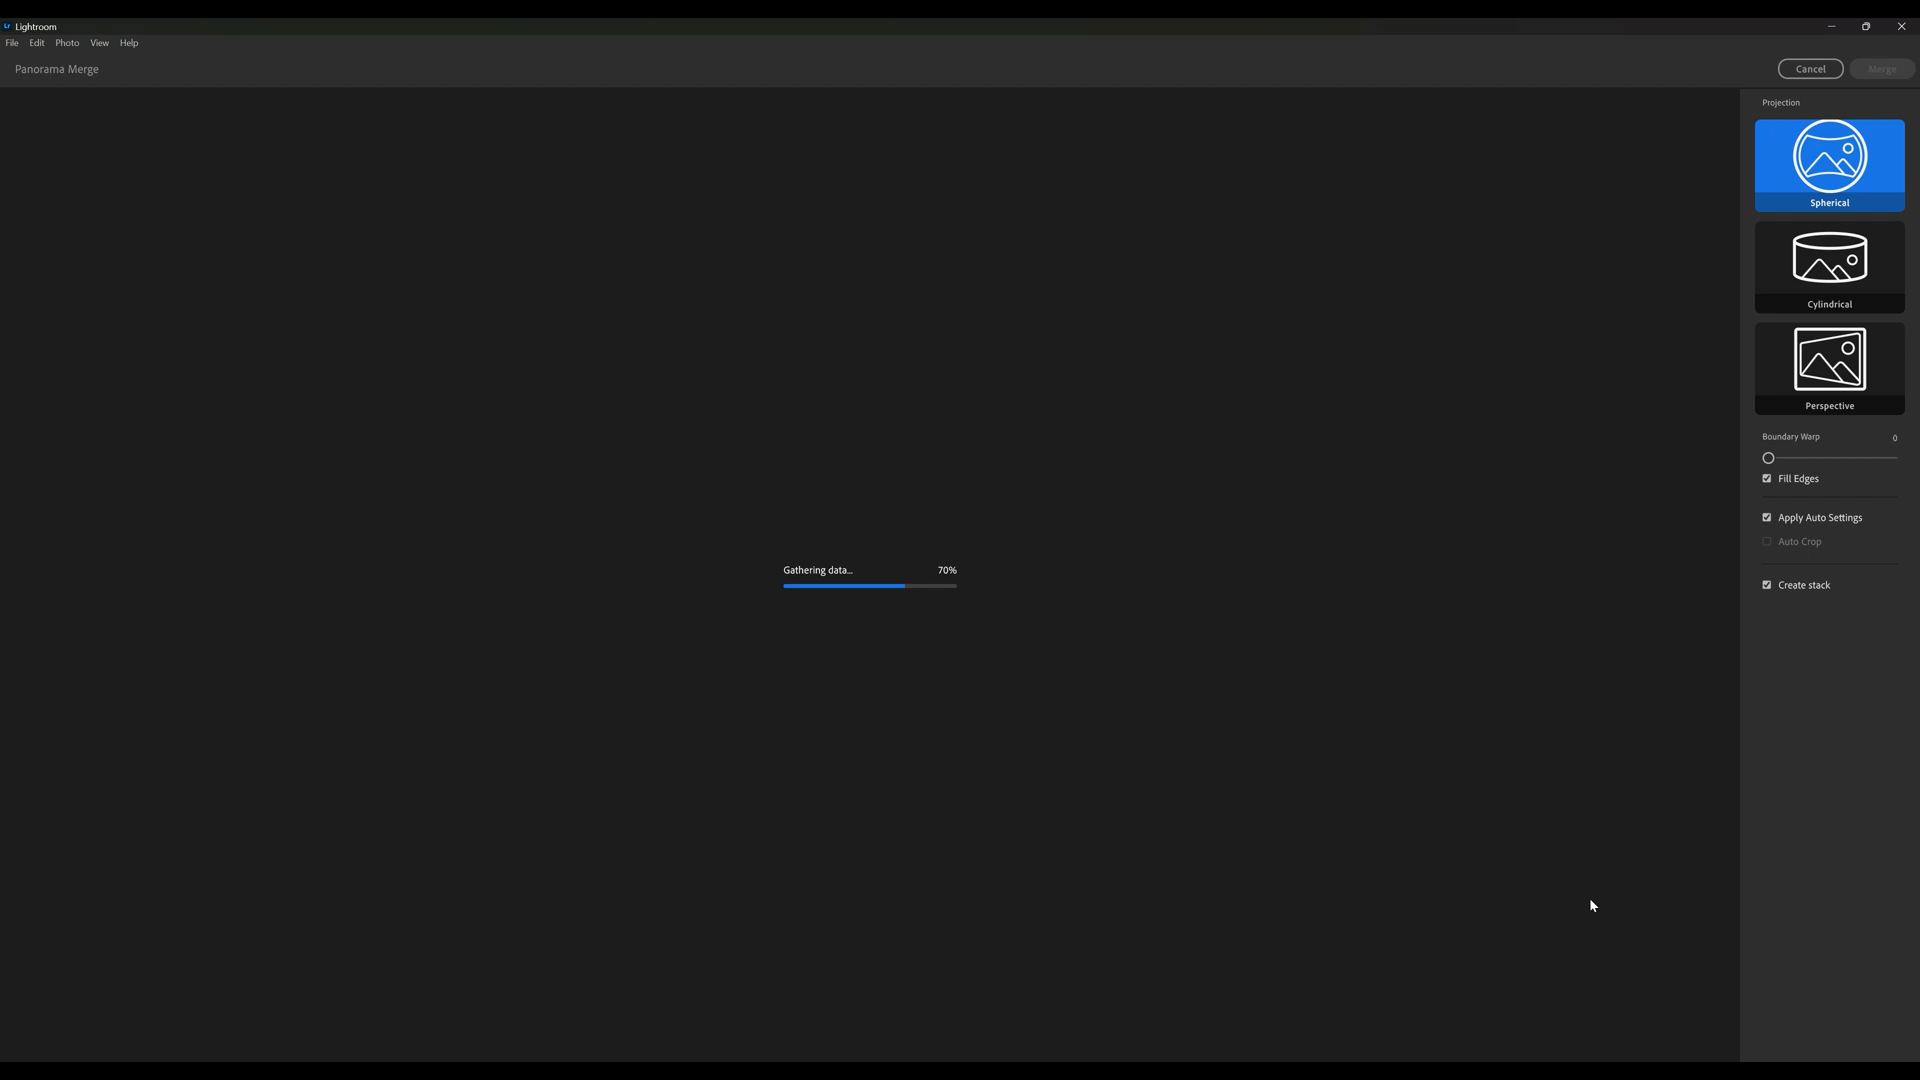 Lr Lightroom
File Edit Photo View Help
Panorama Merge
Cancel Merge
Projection
Spherical
Cylindrical
Perspective
Boundary Warp 0
Fill Edges
Apply Auto Settings
Auto Crop
Create stack
Gathering data... 70%